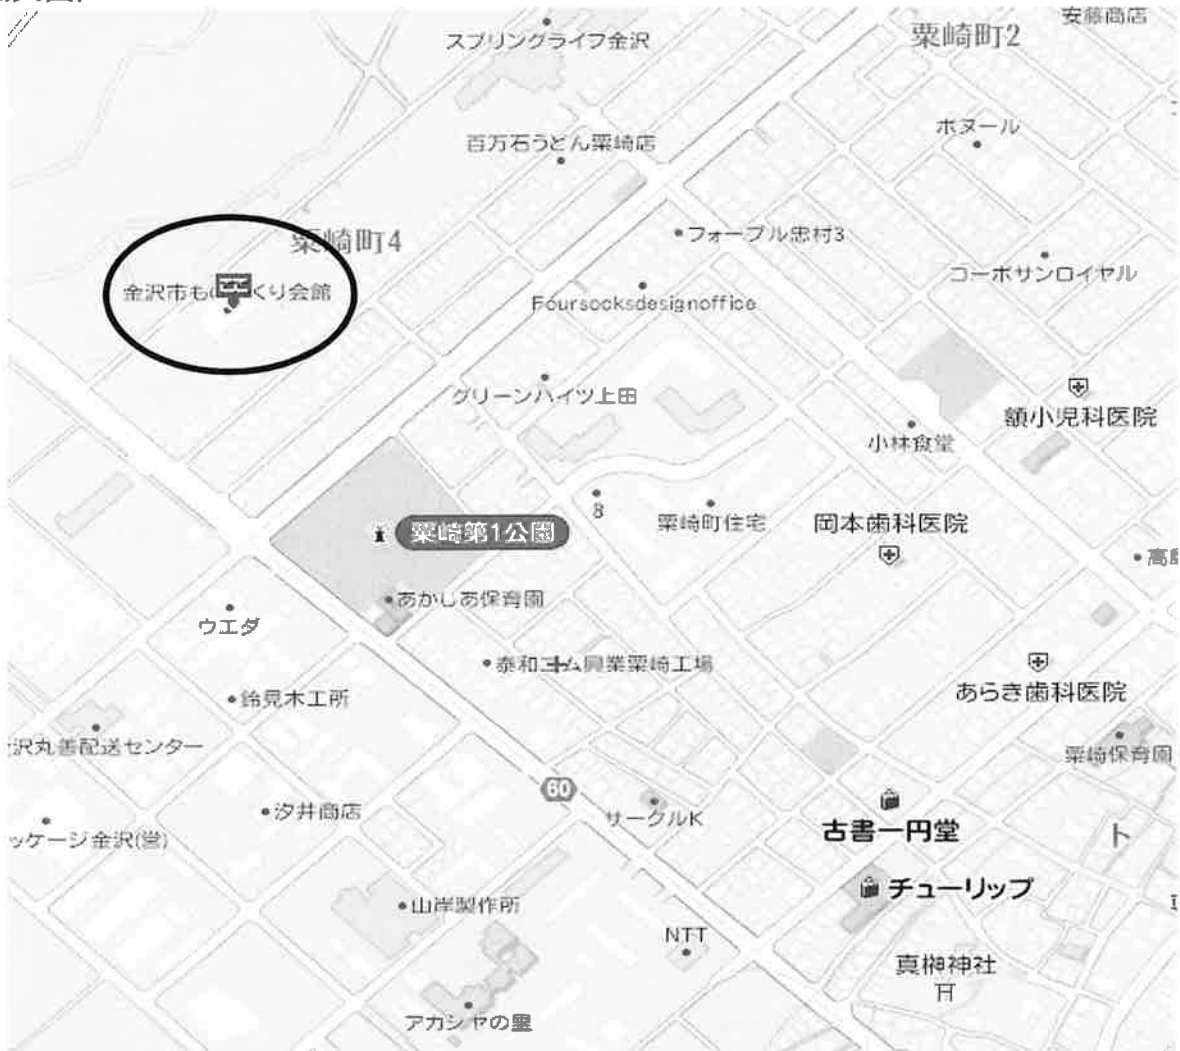 スプリングライフ金沢
粟崎町2
安藤商店
ボヌール
百万石うどん粟崎店
粟崎町4
フォーブル忠村3
コーポサンロイヤル
金沢市も
くり会館
Foursocksdesignoffice
グリーンハイツ上田
額小児科医院
小林食堂
8
粟崎町住宅
岡本歯科医院
粟崎第1公園
あかしあ保育園
ウエダ
泰和
興業粟崎工場
鈴見木工所
あらき歯科医院
沢丸善配送センター
粟崎保育園
60
汐井商店
サークルK
古書一円堂
ト
ッケージ金沢(営)
チューリップ
山岸製作所
NTT
真榊神社
アカシヤの里